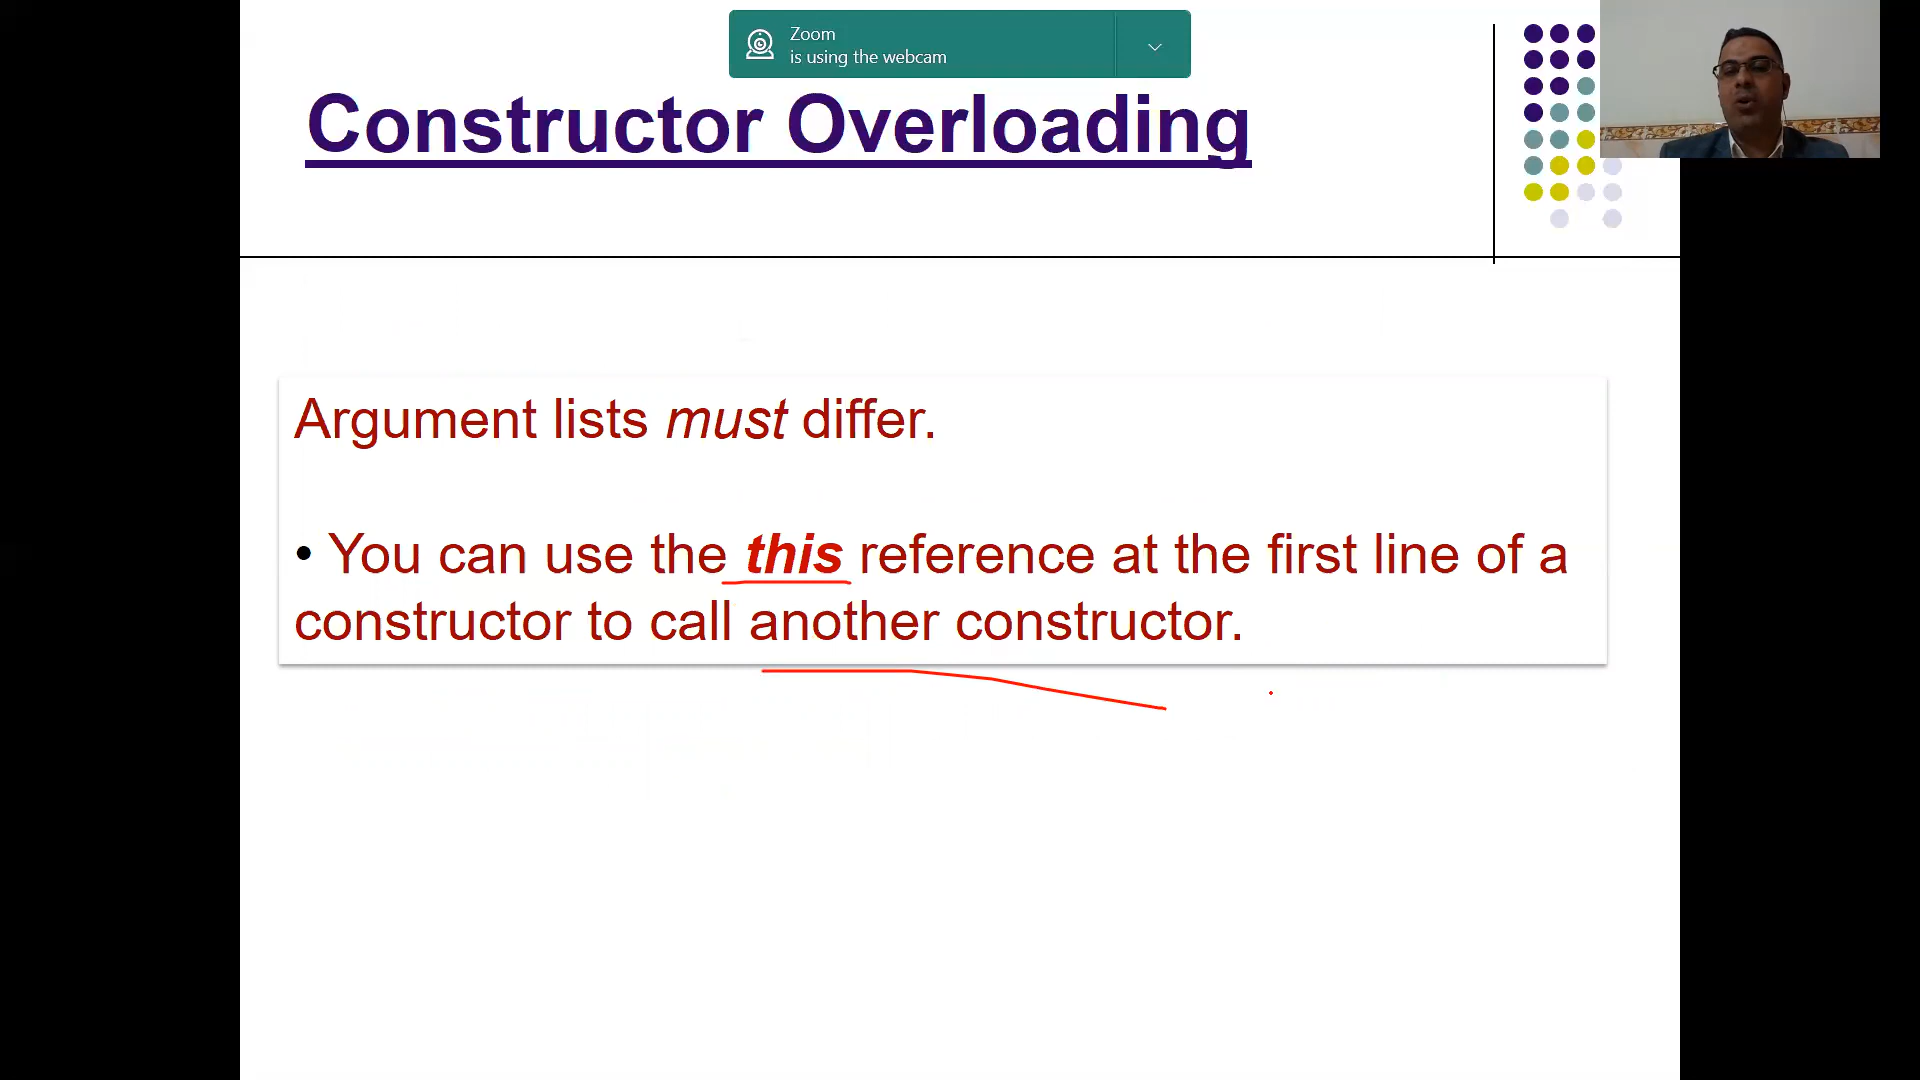 Zoom
is using the webcam
Constructor Overloading
Argument lists must differ.
• You can use the this reference at the first line of a
constructor to call another constructor.